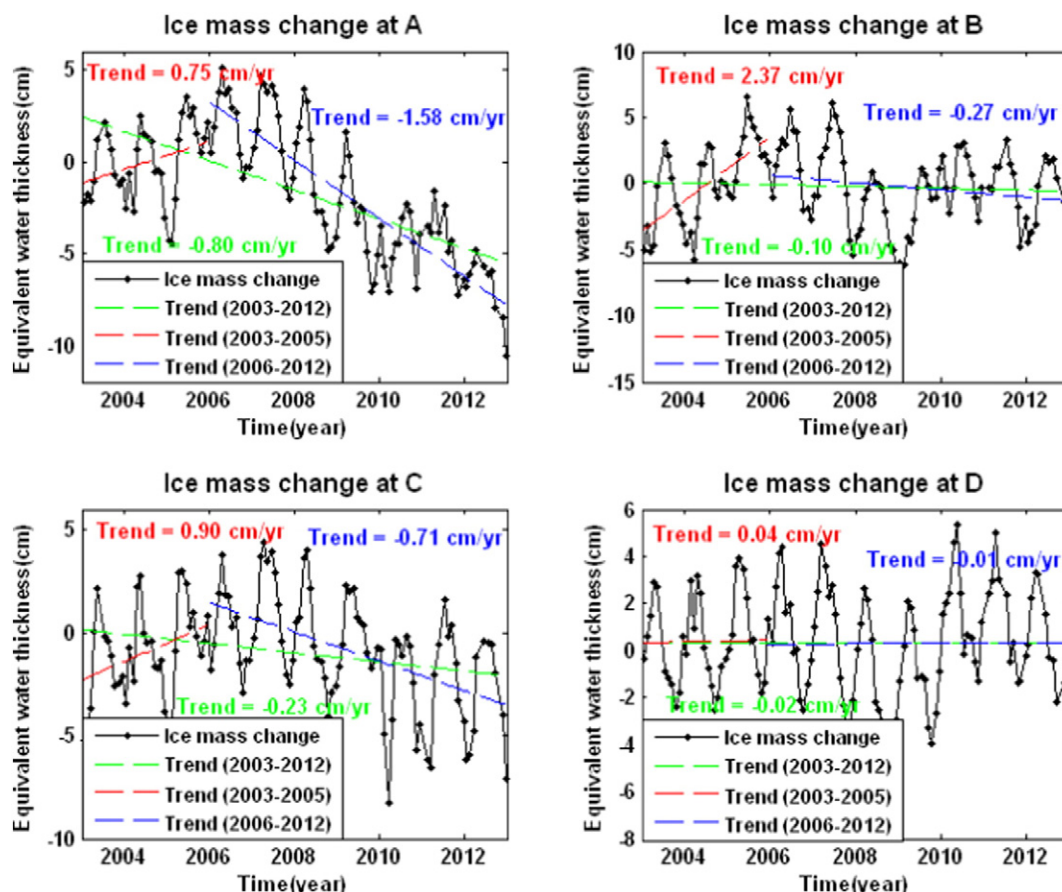 Ice mass change at A
Equivalent water thickness(cm)
5
0
-5
-10
Trend = 0.75 cm/yr
Trend = -1.58 cm/yr
Trend = -0.80 cm/yr
Ice mass change
Trend (2003-2012)
Trend (2003-2005)
Trend (2006-2012)
2004 2006 2008 2010 2012
Time(year)
Ice mass change at B
Equivalent water thickness(cm)
10
5
0
-5
-10
-15
Trend = 2.37 cm/yr
Trend = -0.27 cm/yr
Trend = -0.10 cm/yr
Ice mass change
Trend (2003-2012)
Trend (2003-2005)
Trend (2006-2012)
2004 2006 2008 2010 2012
Time(year)
Ice mass change at C
Equivalent water thickness(cm)
5
0
-5
-10
Trend = 0.90 cm/yr
Trend = -0.71 cm/yr
Trend = -0.23 cm/yr
Ice mass change
Trend (2003-2012)
Trend (2003-2005)
Trend (2006-2012)
2004 2006 2008 2010 2012
Time(year)
Ice mass change at D
Equivalent water thickness(cm)
6
4
2
0
-2
-4
-6
-8
Trend = 0.04 cm/yr
Trend = -0.01 cm/yr
Trend = -0.02 cm/yr
Ice mass change
Trend (2003-2012)
Trend (2003-2005)
Trend (2006-2012)
2004 2006 2008 2010 2012
Time(year)